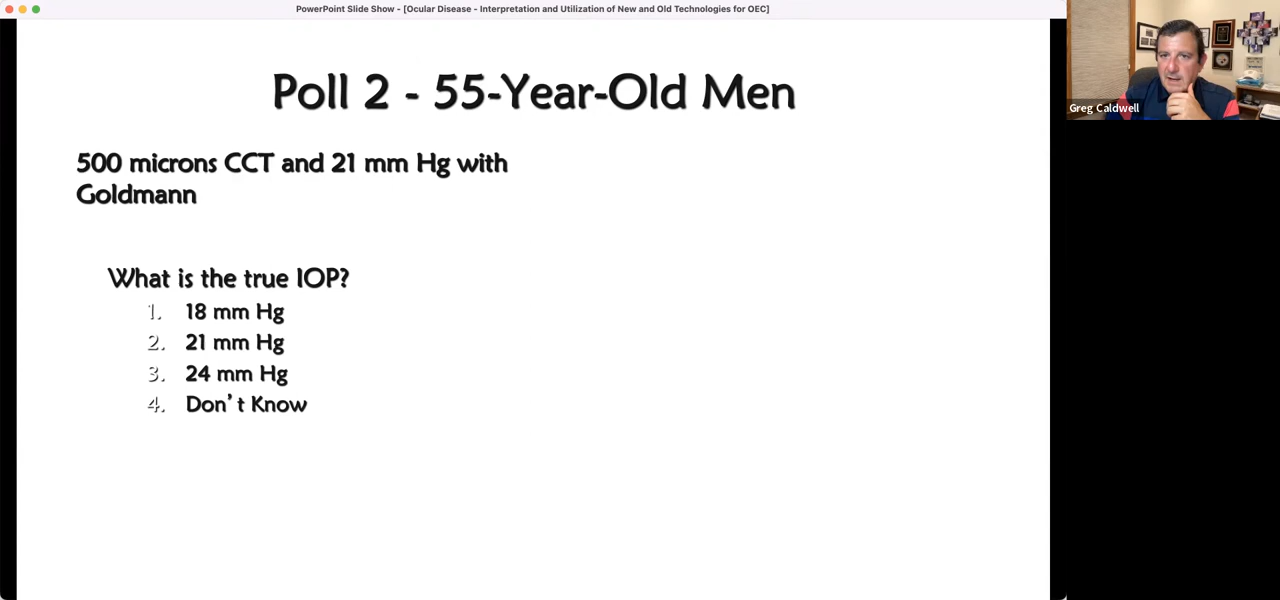 PowerPoint Slide Show - [Ocular Disease - Interpretation and Utilization of New and Old Technologies for OEC]
Poll 2 - 55-Year-Old Men
500 microns CCT and 21 mm Hg with
Goldmann
What is the true IOP?
1. 18 mm Hg
2. 21 mm Hg
3. 24 mm Hg
4. Don’t Know
Greg Caldwell